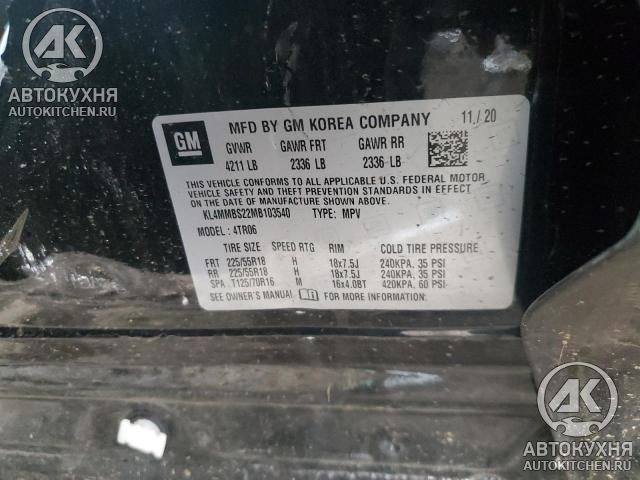 AK
АВТОКУХНЯ
AUTOKITCHEN.RU
GM
MFD BY GM KOREA COMPANY 11/20
GVWR GAWR FRT GAWR RR
4211 LB 2336 LB 2336 LB
THIS VEHICLE CONFORMS TO ALL APPLICABLE U.S. FEDERAL MOTOR
VEHICLE SAFETY AND THEFT PREVENTION STANDARDS IN EFFECT
ON THE DATE OF MANUFACTURE SHOWN ABOVE.
KL4MMBS22MB103540 TYPE: MPV
MODEL: 4TR06
TIRE SIZE SPEED RTG RIM COLD TIRE PRESSURE
FRT 225/55R18 H 18x7.5J 240KPA, 35 PSI
RR 225/55R18 H 18x7.5J 240KPA, 35 PSI
SPA T125/70R16 M 16x4.0BT 420KPA, 60 PSI
SEE OWNER'S MANUAL FOR MORE INFORMATION.
AK
АВТОКУХНЯ
AUTOKITCHEN.RU